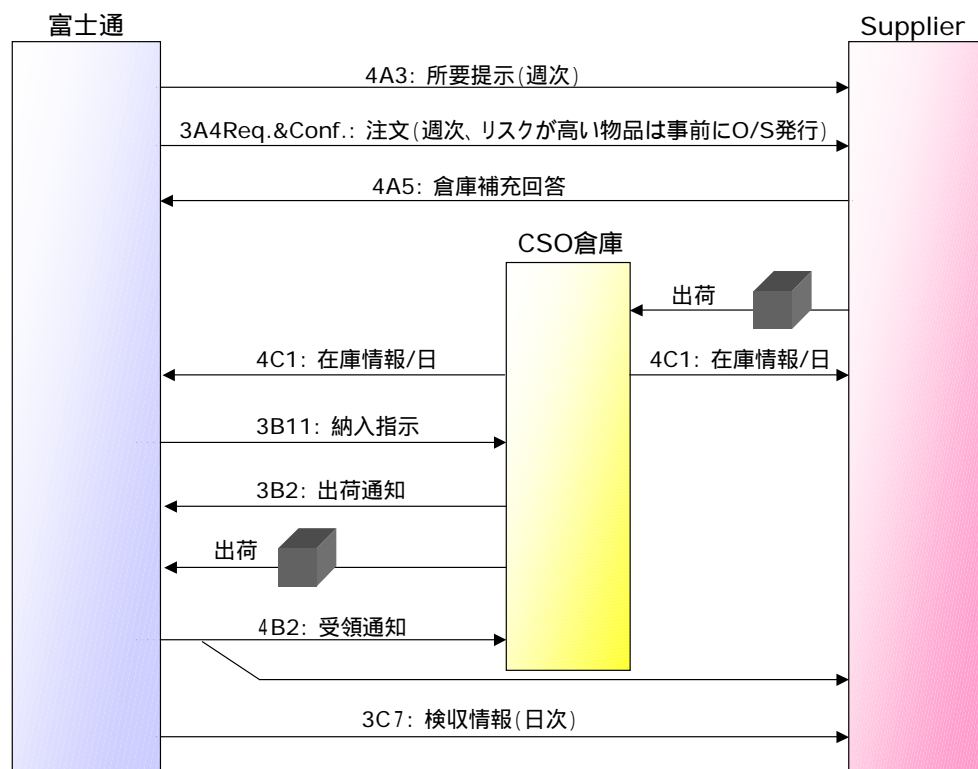 富士通
Supplier
4A3: 所要提示(週次)
3A4Req.&Conf.: 注文(週次、リスクが高い物品は事前にO/S発行)
4A5: 倉庫補充回答
CSO倉庫
出荷
4C1: 在庫情報/日
4C1: 在庫情報/日
3B11: 納入指示
3B2: 出荷通知
出荷
4B2: 受領通知
3C7: 検収情報(日次)